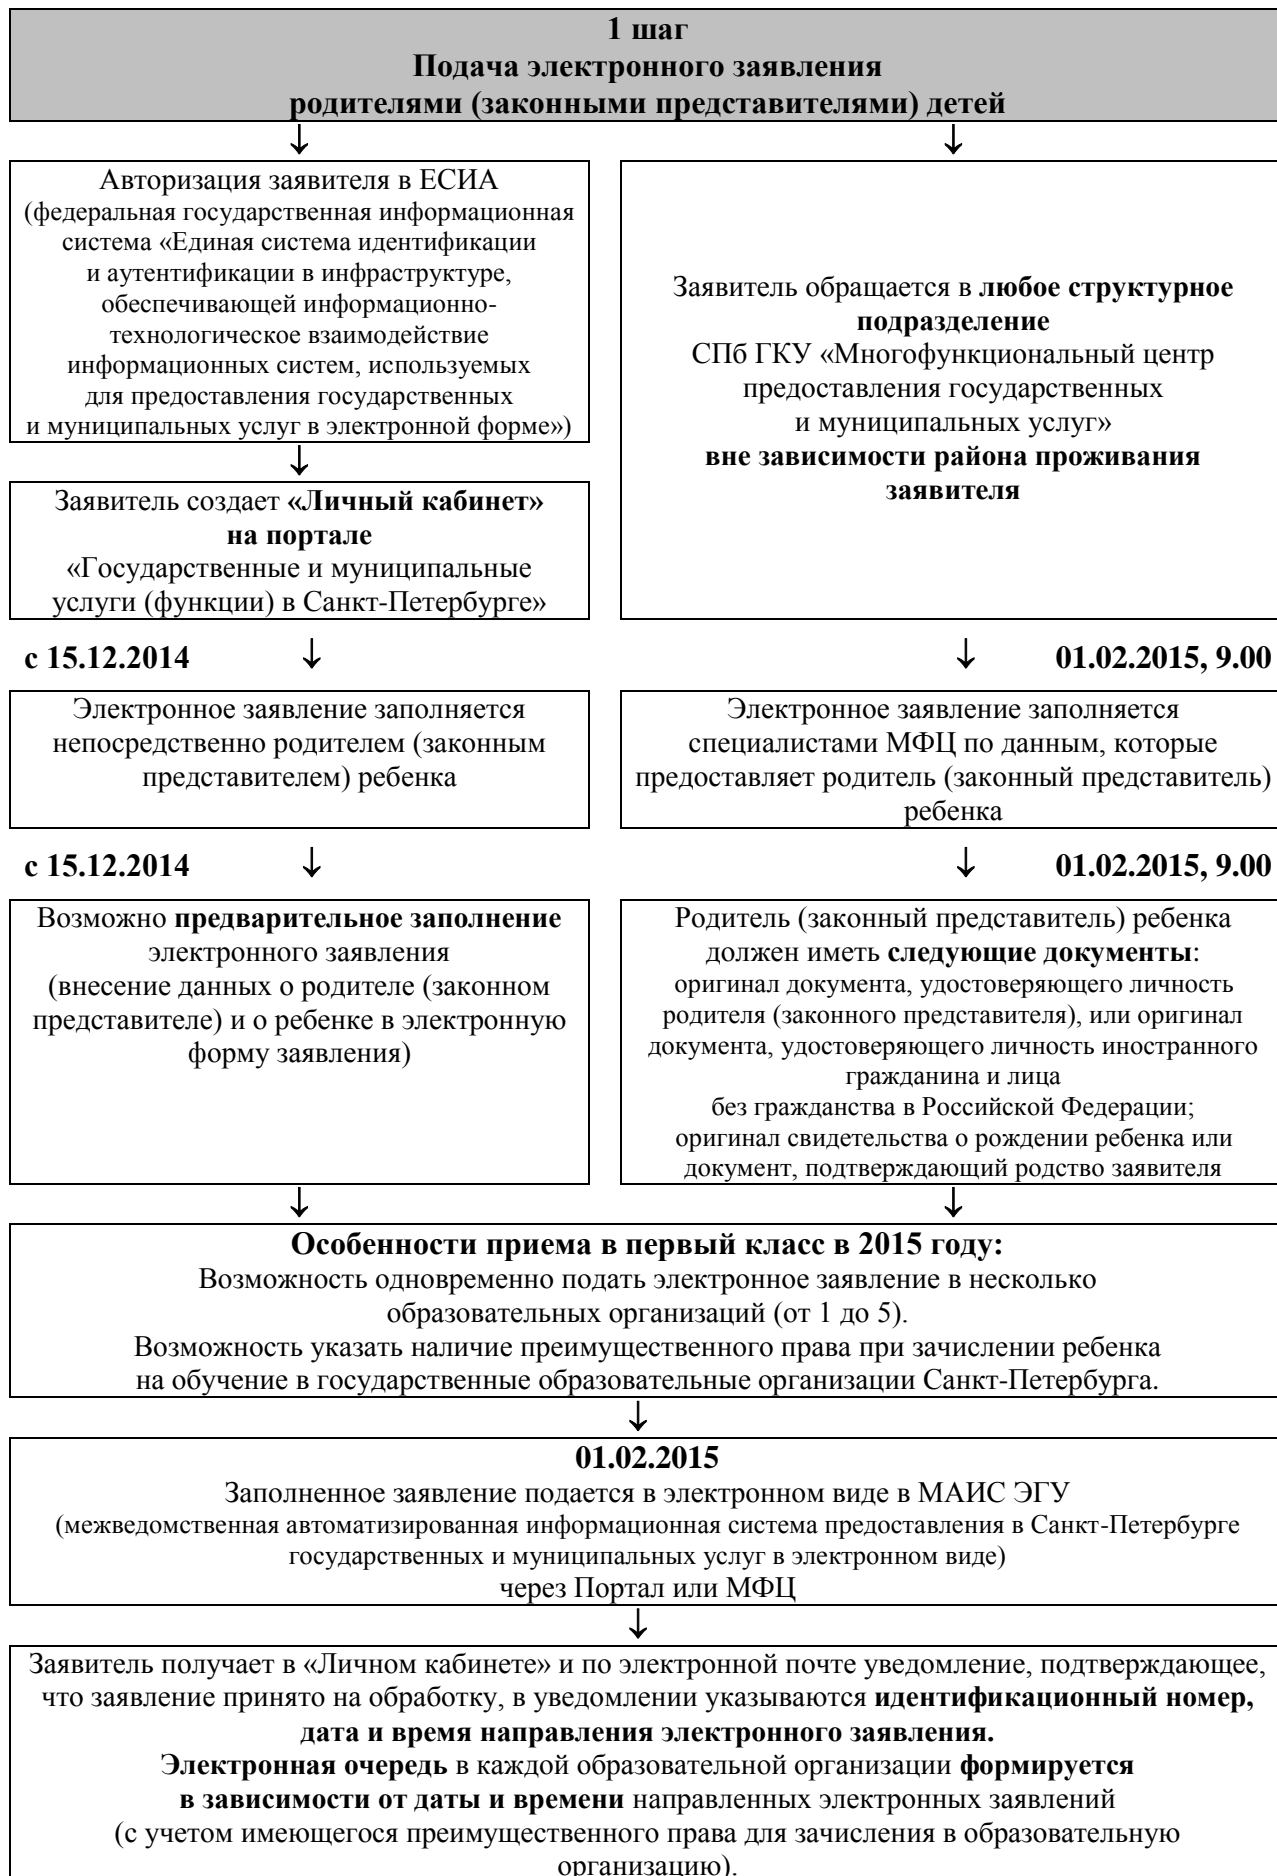 1 шаг
Подача электронного заявления
родителями (законными представителями) детей
Авторизация заявителя в ЕСИА
(федеральная государственная информационная
система «Единая система идентификации
и аутентификации в инфраструктуре,
обеспечивающей информационно-
технологическое взаимодействие
информационных систем, используемых
для предоставления государственных
и муниципальных услуг в электронной форме»)
Заявитель создает «Личный кабинет»
на портале
«Государственные и муниципальные
услуги (функции) в Санкт-Петербурге»
Заявитель обращается в любое структурное
подразделение
СПб ГКУ «Многофункциональный центр
предоставления государственных
и муниципальных услуг»
вне зависимости района проживания
заявителя
с 15.12.2014
01.02.2015, 9.00
Электронное заявление заполняется
непосредственно родителем (законным
представителем) ребенка
Электронное заявление заполняется
специалистами МФЦ по данным, которые
предоставляет родитель (законный представитель)
ребенка
с 15.12.2014
01.02.2015, 9.00
Возможно предварительное заполнение
электронного заявления
(внесение данных о родителе (законном
представителе) и о ребенке в электронную
форму заявления)
Родитель (законный представитель) ребенка
должен иметь следующие документы:
оригинал документа, удостоверяющего личность
родителя (законного представителя), или оригинал
документа, удостоверяющего личность иностранного
гражданина и лица
без гражданства в Российской Федерации;
оригинал свидетельства о рождении ребенка или
документ, подтверждающий родство заявителя
Особенности приема в первый класс в 2015 году:
Возможность одновременно подать электронное заявление в несколько
образовательных организаций (от 1 до 5).
Возможность указать наличие преимущественного права при зачислении ребенка
на обучение в государственные образовательные организации Санкт-Петербурга.
01.02.2015
Заполненное заявление подается в электронном виде в МАИС ЭГУ
(межведомственная автоматизированная информационная система предоставления в Санкт-Петербурге
государственных и муниципальных услуг в электронном виде)
через Портал или МФЦ
Заявитель получает в «Личном кабинете» и по электронной почте уведомление, подтверждающее,
что заявление принято на обработку, в уведомлении указываются идентификационный номер,
дата и время направления электронного заявления.
Электронная очередь в каждой образовательной организации формируется
в зависимости от даты и времени направленных электронных заявлений
(с учетом имеющегося преимущественного права для зачисления в образовательную
организацию).